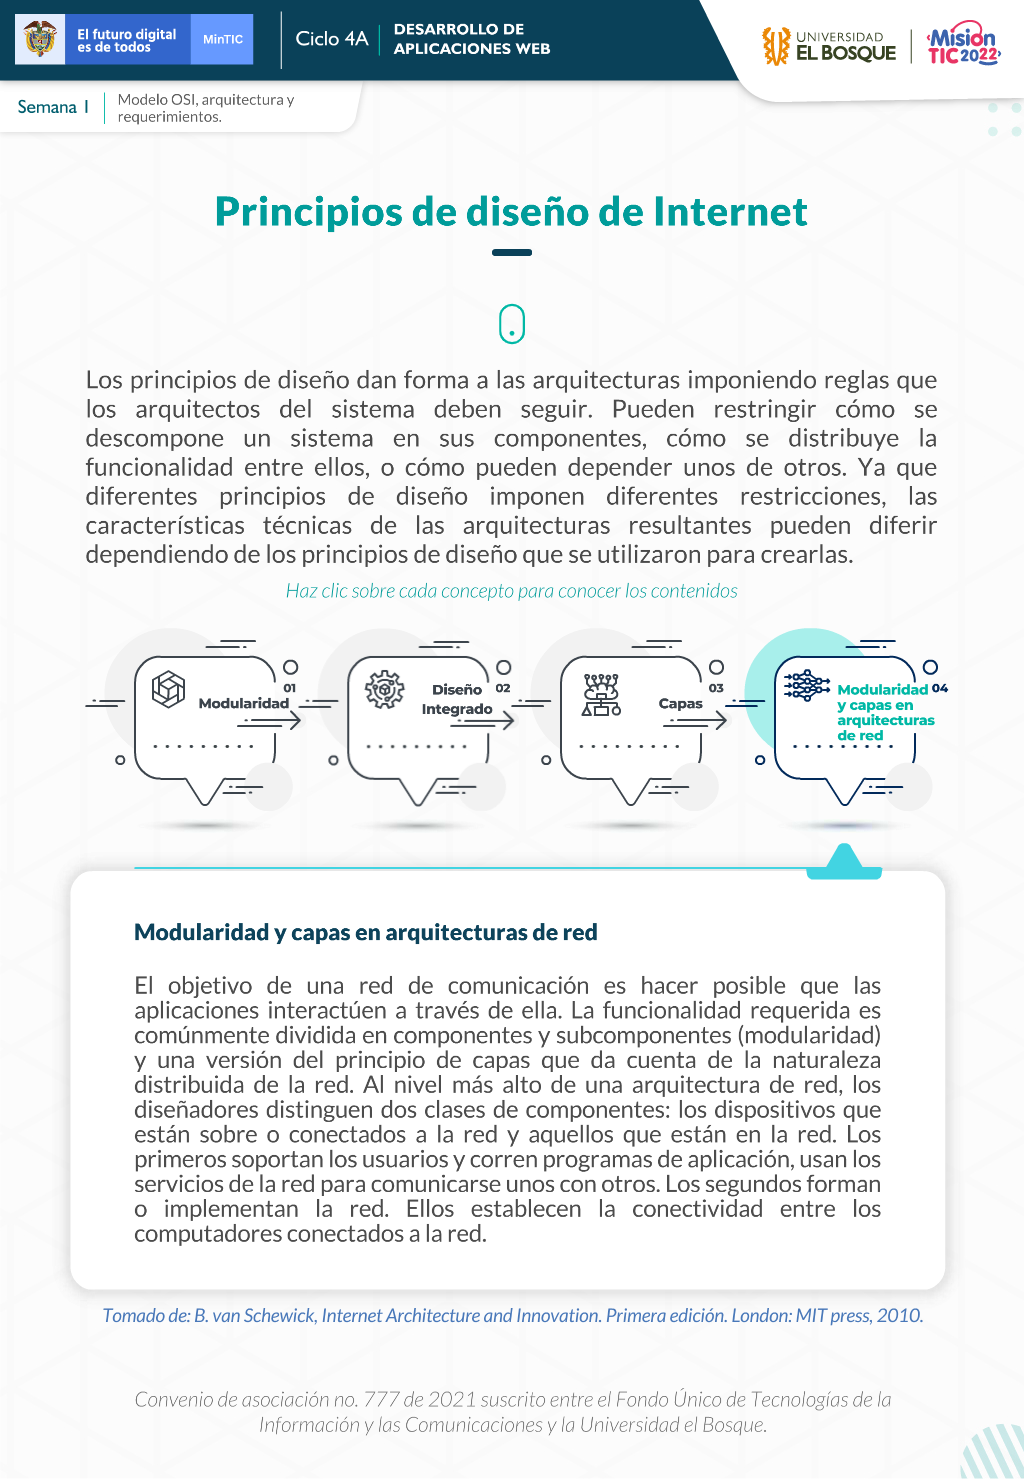 El futuro digital
es de todos
MinTIC
Ciclo 4A
DESARROLLO DE
APLICACIONES WEB
UNIVERSIDAD
EL BOSQUE
Misión
TIC 2022
Semana 1
Modelo OSI, arquitectura y
requerimientos.
Principios de diseño de Internet
Los principios de diseño dan forma a las arquitecturas imponiendo reglas que
los arquitectos del sistema deben seguir. Pueden restringir cómo se
descompone un sistema en sus componentes, cómo se distribuye la
funcionalidad entre ellos, o cómo pueden depender unos de otros. Ya que
diferentes principios de diseño imponen diferentes restricciones, las
características técnicas de las arquitecturas resultantes pueden diferir
dependiendo de los principios de diseño que se utilizaron para crearlas.
Haz clic sobre cada concepto para conocer los contenidos
01
Modularidad
02
Diseño
Integrado
03
Capas
04
Modularidad
y capas en
arquitecturas
de red
Modularidad y capas en arquitecturas de red
El objetivo de una red de comunicación es hacer posible que las
aplicaciones interactúen a través de ella. La funcionalidad requerida es
comúnmente dividida en componentes y subcomponentes (modularidad)
y una versión del principio de capas que da cuenta de la naturaleza
distribuida de la red. Al nivel más alto de una arquitectura de red, los
diseñadores distinguen dos clases de componentes: los dispositivos que
están sobre o conectados a la red y aquellos que están en la red. Los
primeros soportan los usuarios y corren programas de aplicación, usan los
servicios de la red para comunicarse unos con otros. Los segundos forman
o implementan la red. Ellos establecen la conectividad entre los
computadores conectados a la red.
Tomado de: B. van Schewick, Internet Architecture and Innovation. Primera edición. London: MIT press, 2010.
Convenio de asociación no. 777 de 2021 suscrito entre el Fondo Único de Tecnologías de la
Información y las Comunicaciones y la Universidad el Bosque.